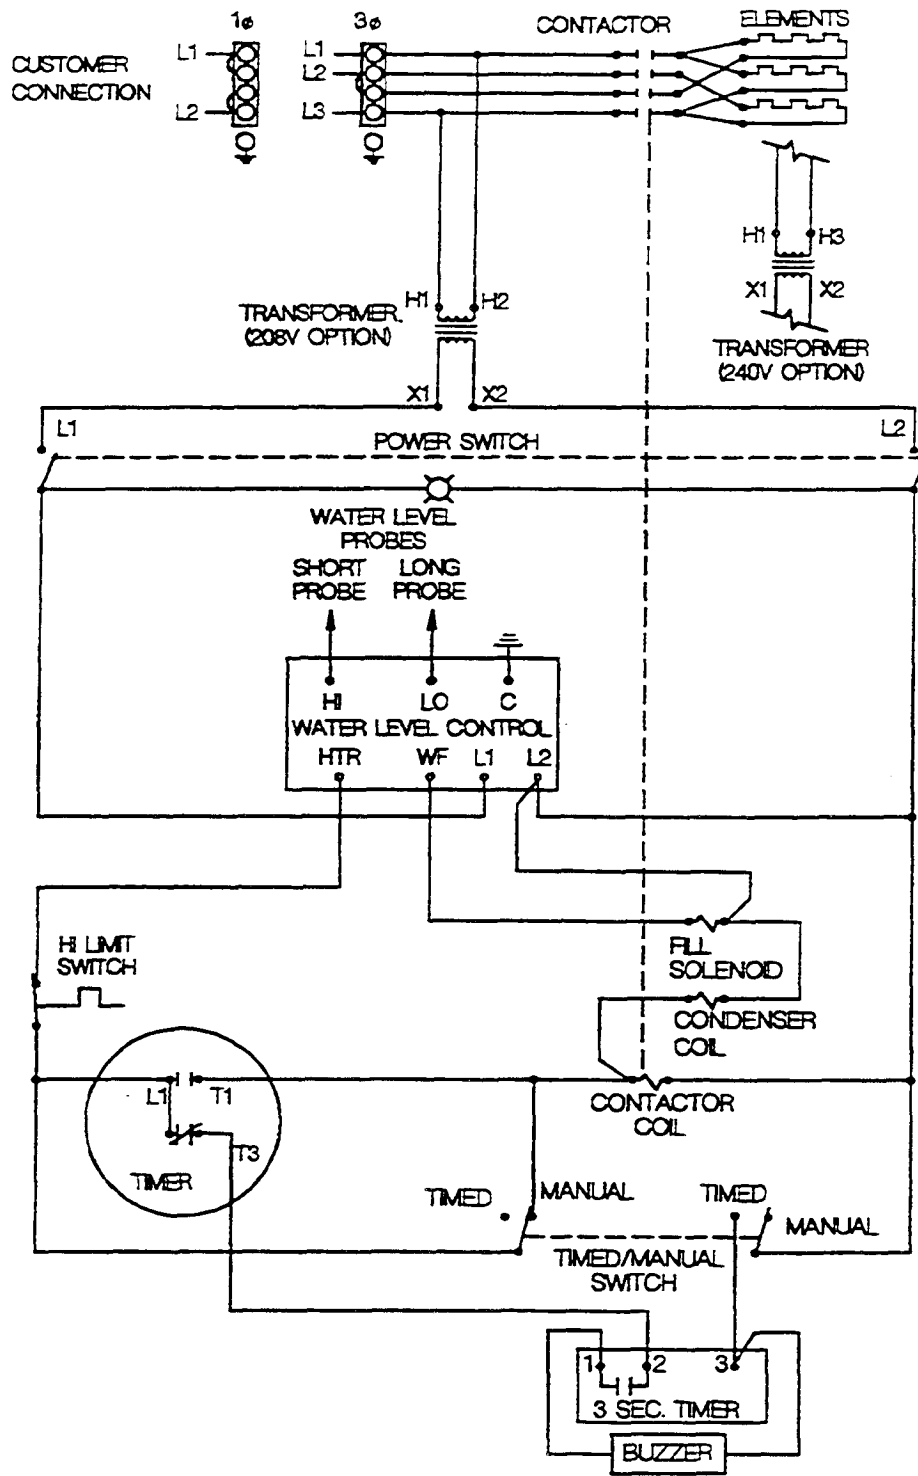 1ø
3ø
CONTACTOR
ELEMENTS
CUSTOMER
CONNECTION
L1
L2
L1
L2
L3
H1
H3
X1
X2
TRANSFORMER
(240V OPTION)
TRANSFORMER.
(208V OPTION)
H1
H2
X1
X2
L1
POWER SWITCH
L2
WATER LEVEL
PROBES
SHORT
PROBE
LONG
PROBE
HI
LO
C
WATER LEVEL CONTROL
HTR
WF
L1
L2
HI LIMIT
SWITCH
FILL
SOLENOID
CONDENSER
COIL
L1
T1
CONTACTOR
COIL
T3
TIMER
TIMED
MANUAL
TIMED
MANUAL
TIMED/MANUAL
SWITCH
1
2
3
3 SEC. TIMER
BUZZER